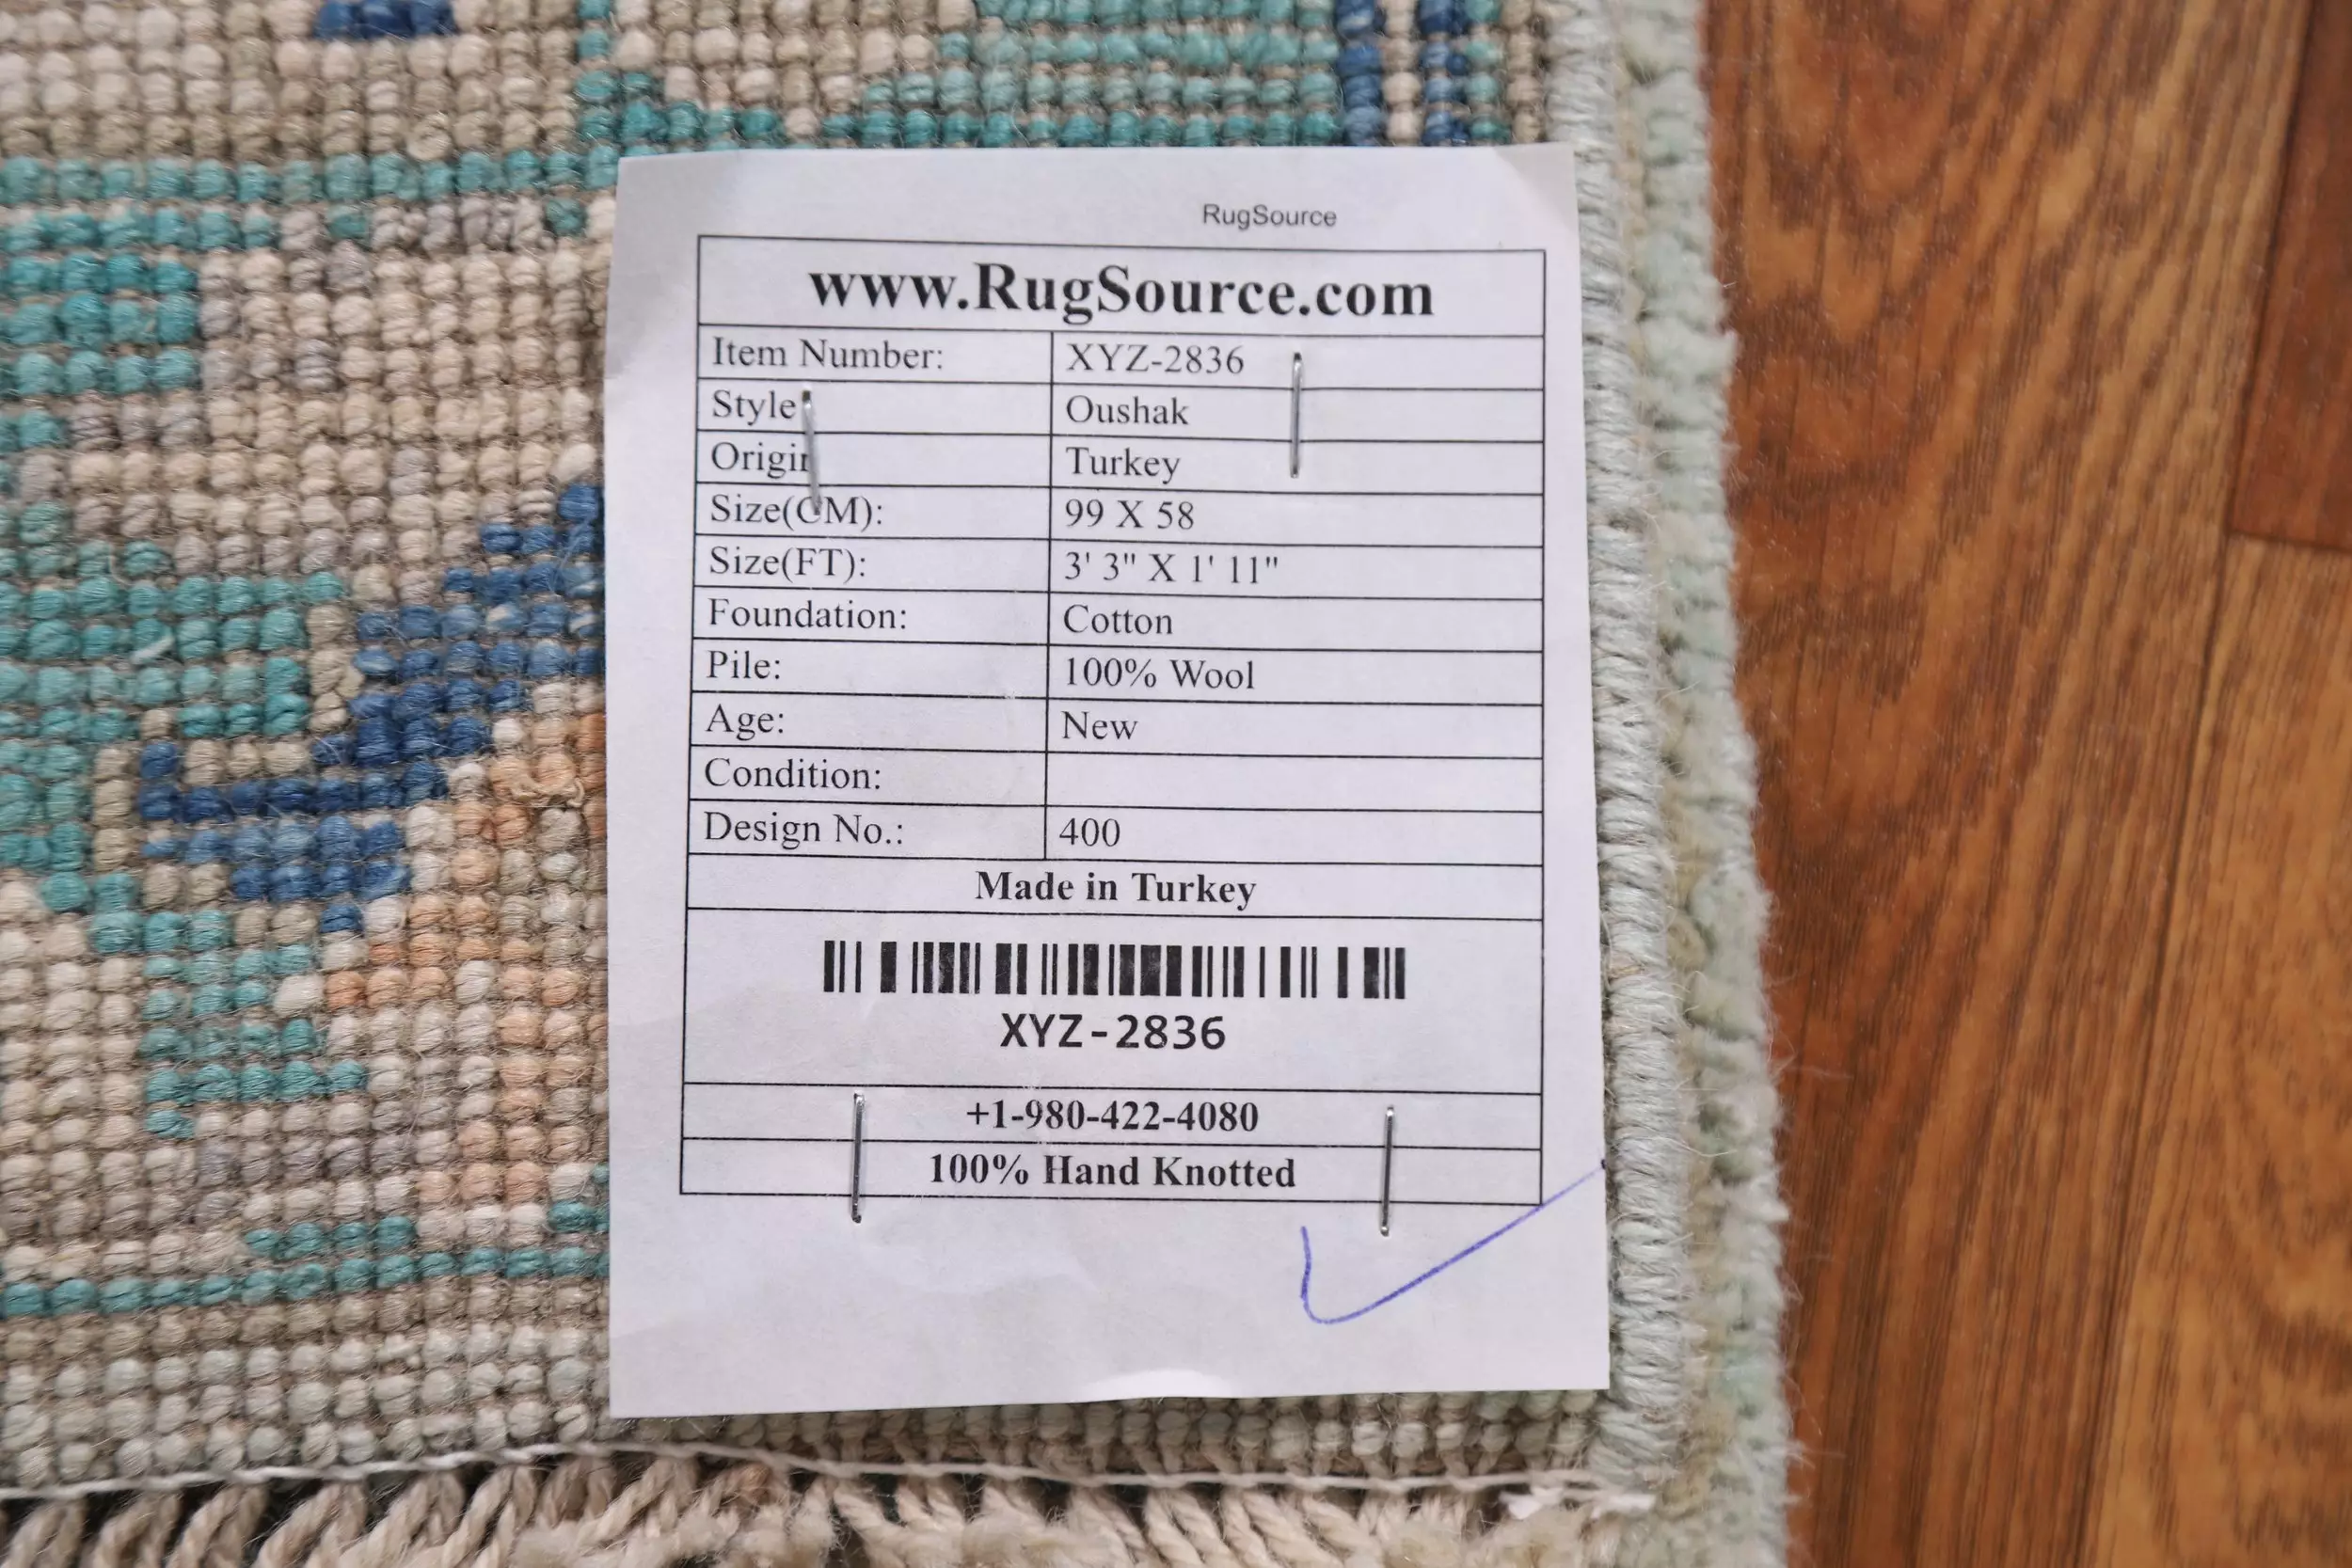 RugSource
www.RugSource.com
Item Number: XYZ-2836
Style Oushak
Origin Turkey
Size(CM): 99 X 58
Size(FT): 3' 3" X 1' 11"
Foundation: Cotton
Pile: 100% Wool
Age: New
Condition:
Design No.: 400
Made in Turkey
XYZ-2836
+1-980-422-4080
100% Hand Knotted